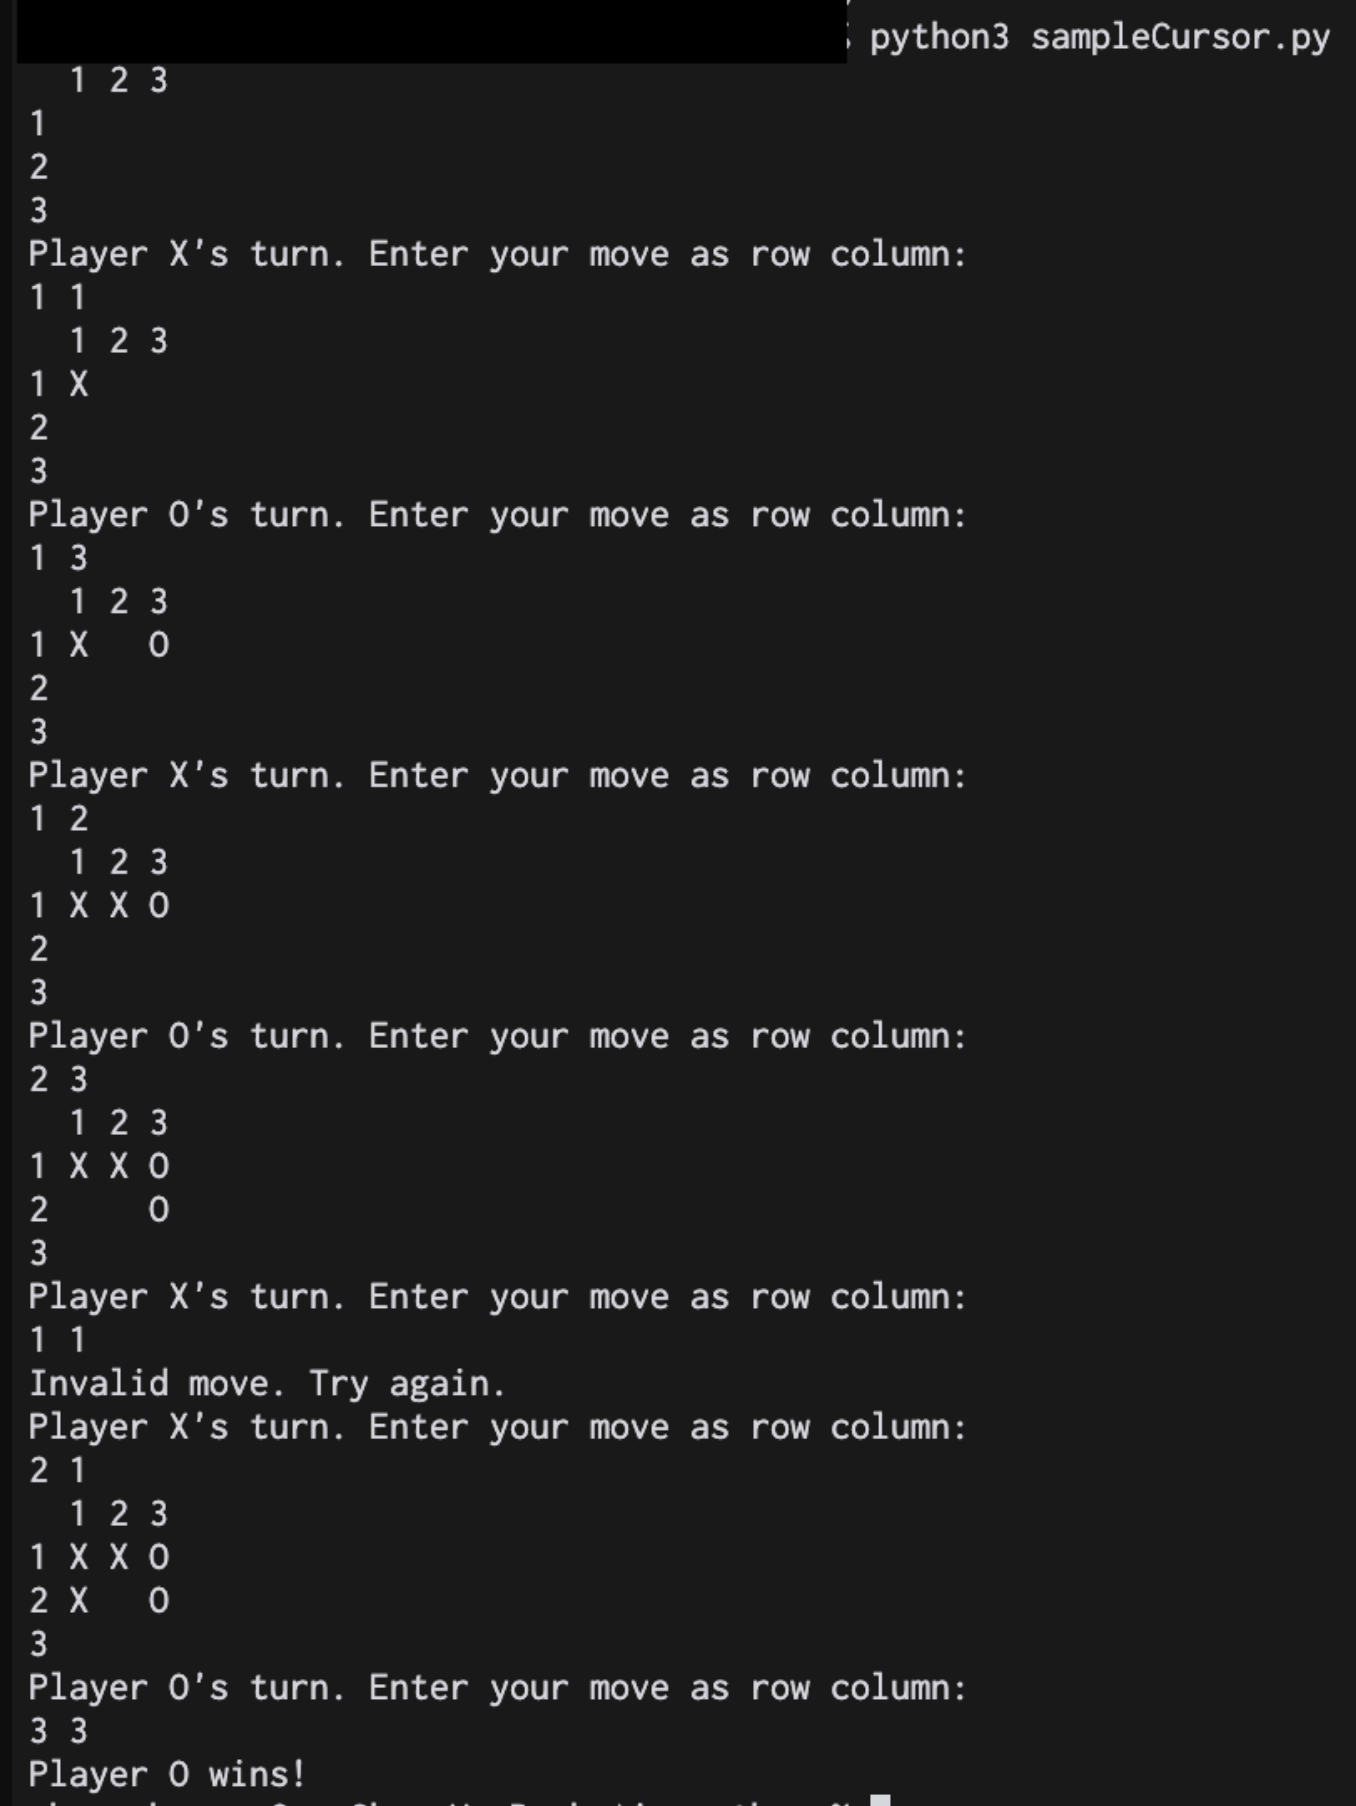 python3 sampleCursor.py
  1 2 3
1
2
3
Player X's turn. Enter your move as row column:
1 1
  1 2 3
1 X
2
3
Player O's turn. Enter your move as row column:
1 3
  1 2 3
1 X   O
2
3
Player X's turn. Enter your move as row column:
1 2
  1 2 3
1 X X O
2
3
Player O's turn. Enter your move as row column:
2 3
  1 2 3
1 X X O
2     O
3
Player X's turn. Enter your move as row column:
1 1
Invalid move. Try again.
Player X's turn. Enter your move as row column:
2 1
  1 2 3
1 X X O
2 X   O
3
Player O's turn. Enter your move as row column:
3 3
Player O wins!